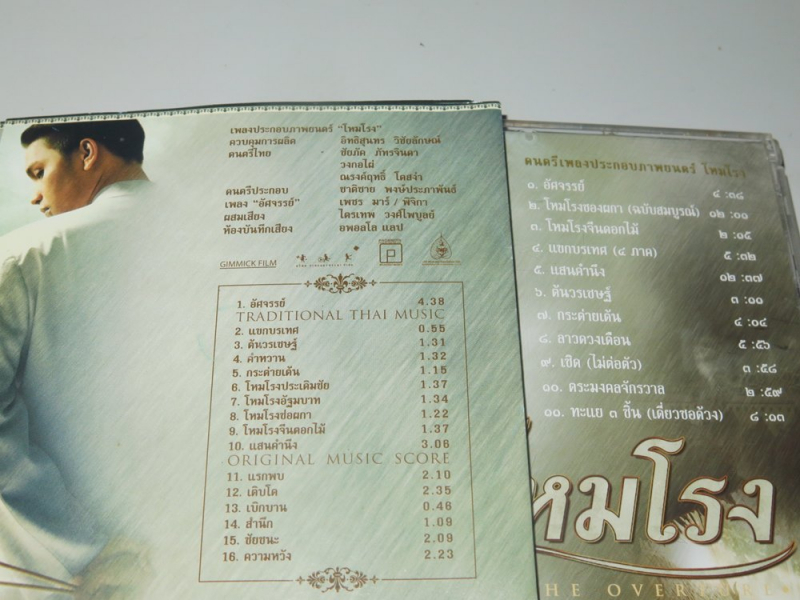 เพลงประกอบภาพยนตร์ "โหมโรง"
ควบคุมการผลิต อิทธิสุนทร วิชัยลักษณ์
ดนตรีไทย ชัยภัค ภัทรจินดา
วงกอไผ่
ณรงค์ฤทธิ์ โตสง่า
ดนตรีประกอบ ชาติชาย พงษ์ประภาพันธ์
เพลง "อัศจรรย์" เพชร มาร์ / พิจิกา
ผสมเสียง ไตรเทพ วงศ์ไพบูลย์
ห้องบันทึกเสียง อพอลโล แลป
GIMMICK FILM
1. อัศจรรย์ 4.38
TRADITIONAL THAI MUSIC
2. แขกบรเทศ 0.55
3. ต้นวรเชษฐ์ 1.31
4. คำหวาน 1.32
5. กระต่ายเต้น 1.15
6. โหมโรงประเดิมชัย 1.37
7. โหมโรงอัฐมบาท 1.34
8. โหมโรงช่อผกา 1.22
9. โหมโรงจีนดอกไม้ 1.37
10. แสนคำนึง 3.06
ORIGINAL MUSIC SCORE
11. แรกพบ 2.10
12. เติบโต 2.35
13. เบิกบาน 0.46
14. สำนึก 1.09
15. ชัยชนะ 2.09
16. ความหวัง 2.23
ดนตรีเพลงประกอบภาพยนตร์ โหมโรง
๑. อัศจรรย์ ๔ :๓๘
๒. โหมโรงซองผกา (ฉบับสมบูรณ์) ๑๒ :๐๐
๓. โหมโรงจีนดอกไม้ ๒ :๐๕
๔. แขกบรเทศ (๔ ภาค) ๕ :๓๒
๕. แสนคำนึง ๑๒ :๓๗
๖. ต้นวรเชษฐ์ ๓ :๐๐
๗. กระต่ายเต้น ๔ :๐๔
๘. ลาวดวงเดือน ๕ :๕๖
๙. เชิด (ไม่ต่อตัว) ๓ :๕๘
๑๐. ตระมงคลจักรวาล ๒ :๕๙
๑๑. ทะแย ๓ ชั้น (เดี่ยวซอด้วง) ๘ :๐๓
โหมโรง
THE OVERTURE